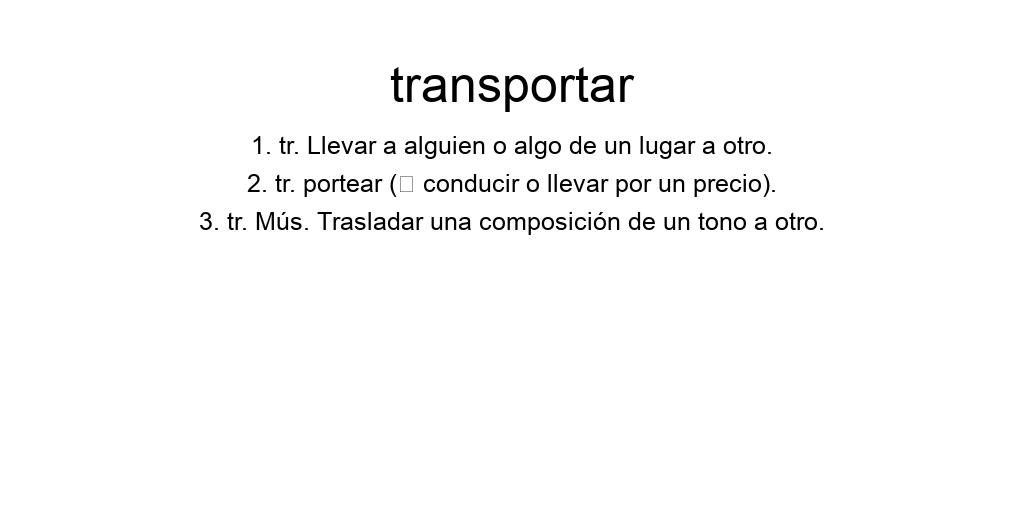 transportar
1. tr. Llevar a alguien o algo de un lugar a otro.
2. tr. portear (▯ conducir o llevar por un precio).
3. tr. Mús. Trasladar una composición de un tono a otro.